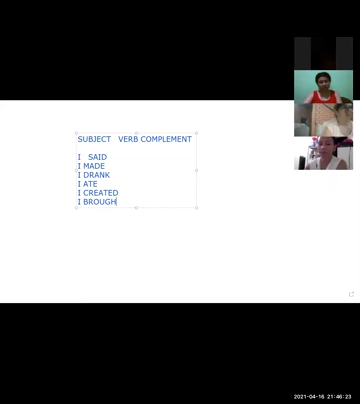 SUBJECT VERB COMPLEMENT
I SAID
I MADE
I DRANK
I ATE
I CREATED
I BROUGH
2021-04-16 21:46:23